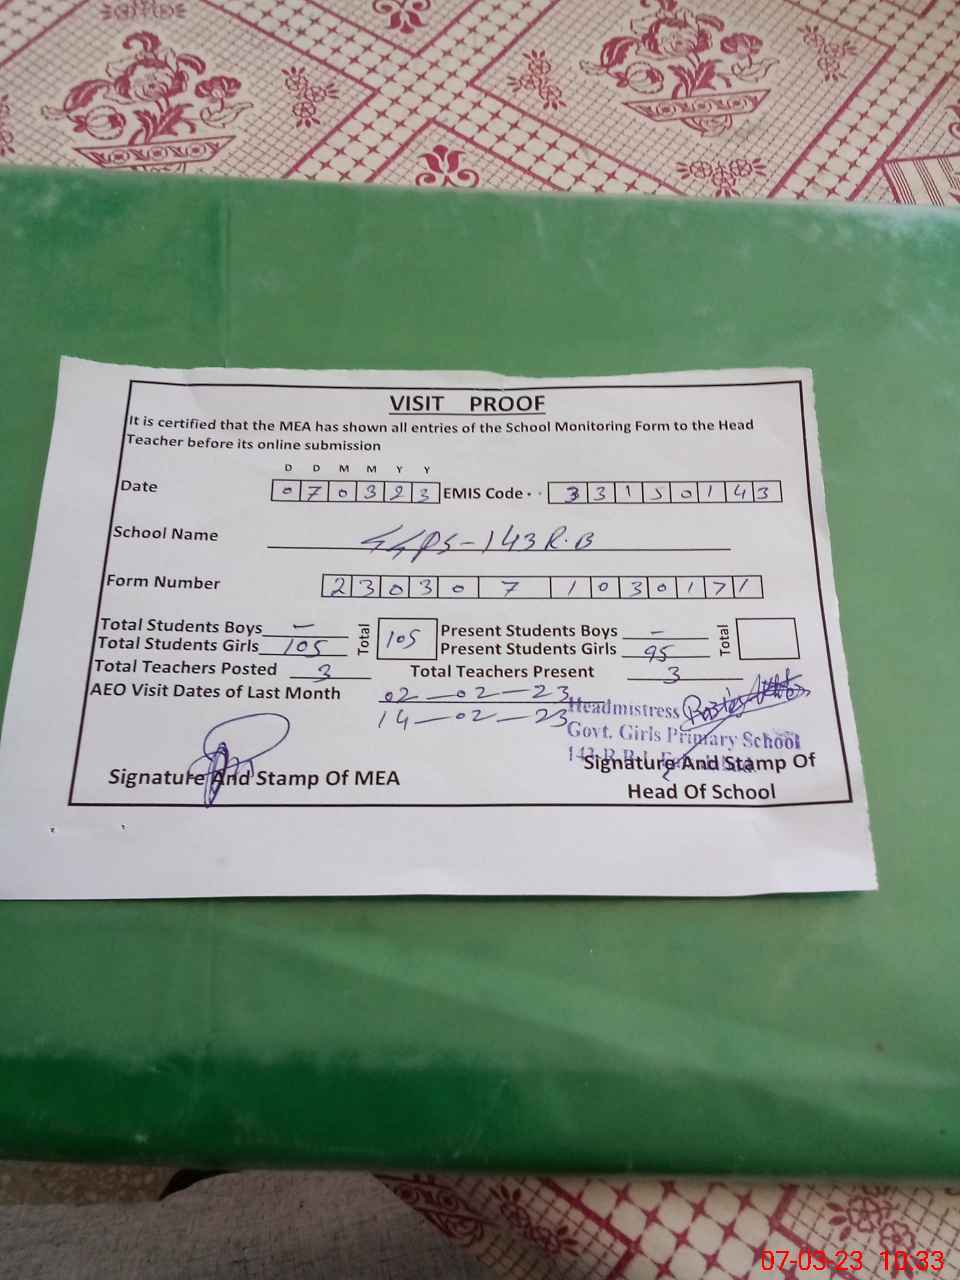 VISIT PROOF
It is certified that the MEA has shown all entries of the School Monitoring Form to the Head
Teacher before its online submission
D D M M Y Y
Date 0 7 0 3 2 3 EMIS Code 3 3 1 5 0 1 4 3
School Name GGPS-143 R.B
Form Number 2 3 0 3 0 7 1 0 3 0 1 7 1
Total Students Boys - Total 105 Present Students Boys - Total
Total Students Girls 105 Present Students Girls 95
Total Teachers Posted 3 Total Teachers Present 3
AEO Visit Dates of Last Month 02-02-23
14-02-23
Headmistress
Govt. Girls Primary School
143 R.B
Signature And Stamp Of MEA Signature And Stamp Of
Head Of School
07-03-23 10:33